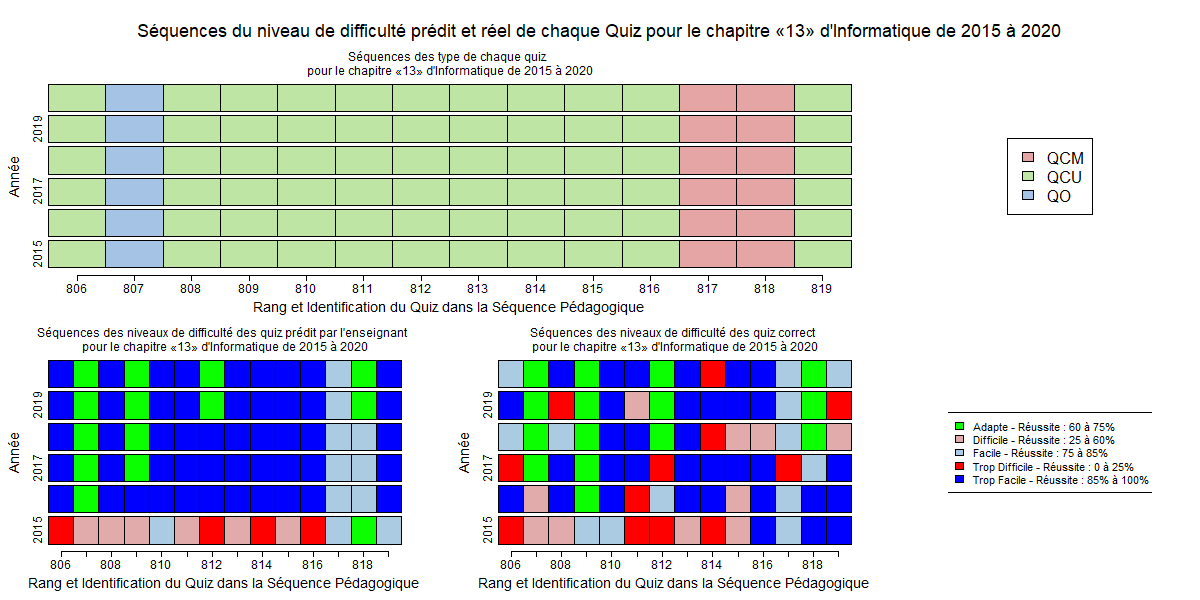 Séquences du niveau de difficulté prédit et réel de chaque Quiz pour le chapitre «13» d'Informatique de 2015 à 2020
Séquences des type de chaque quiz
pour le chapitre «13» d'Informatique de 2015 à 2020
Année
2019
2017
2015
806 807 808 809 810 811 812 813 814 815 816 817 818 819
Rang et Identification du Quiz dans la Séquence Pédagogique
QCM
QCU
QO
Séquences des niveaux de difficulté des quiz prédit par l'enseignant
pour le chapitre «13» d'Informatique de 2015 à 2020
Année
2019
2017
2015
806 808 810 812 814 816 818
Rang et Identification du Quiz dans la Séquence Pédagogique
Séquences des niveaux de difficulté des quiz correct
pour le chapitre «13» d'Informatique de 2015 à 2020
Année
2019
2017
2015
806 808 810 812 814 816 818
Rang et Identification du Quiz dans la Séquence Pédagogique
Adapte - Réussite : 60 à 75%
Difficile - Réussite : 25 à 60%
Facile - Réussite : 75 à 85%
Trop Difficile - Réussite : 0 à 25%
Trop Facile - Réussite : 85% à 100%